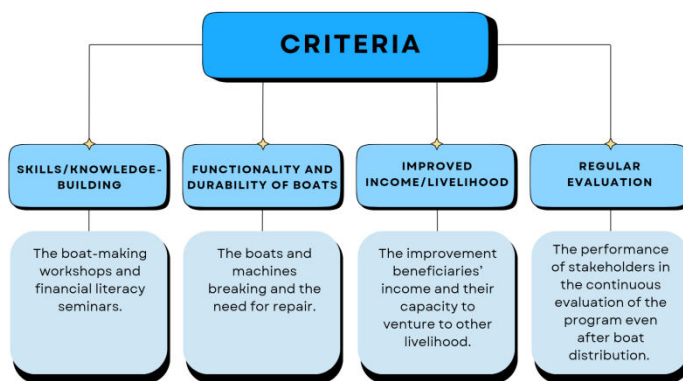 CRITERIA
SKILLS/KNOWLEDGE-
BUILDING
The boat-making
workshops and
financial literacy
seminars.
FUNCTIONALITY AND
DURABILITY OF BOATS
The boats and
machines
breaking and the
need for repair.
IMPROVED
INCOME/LIVELIHOOD
The improvement
beneficiaries'
income and their
capacity to
venture to other
livelihood.
REGULAR
EVALUATION
The performance
of stakeholders in
the continuous
evaluation of the
program even
after boat
distribution.